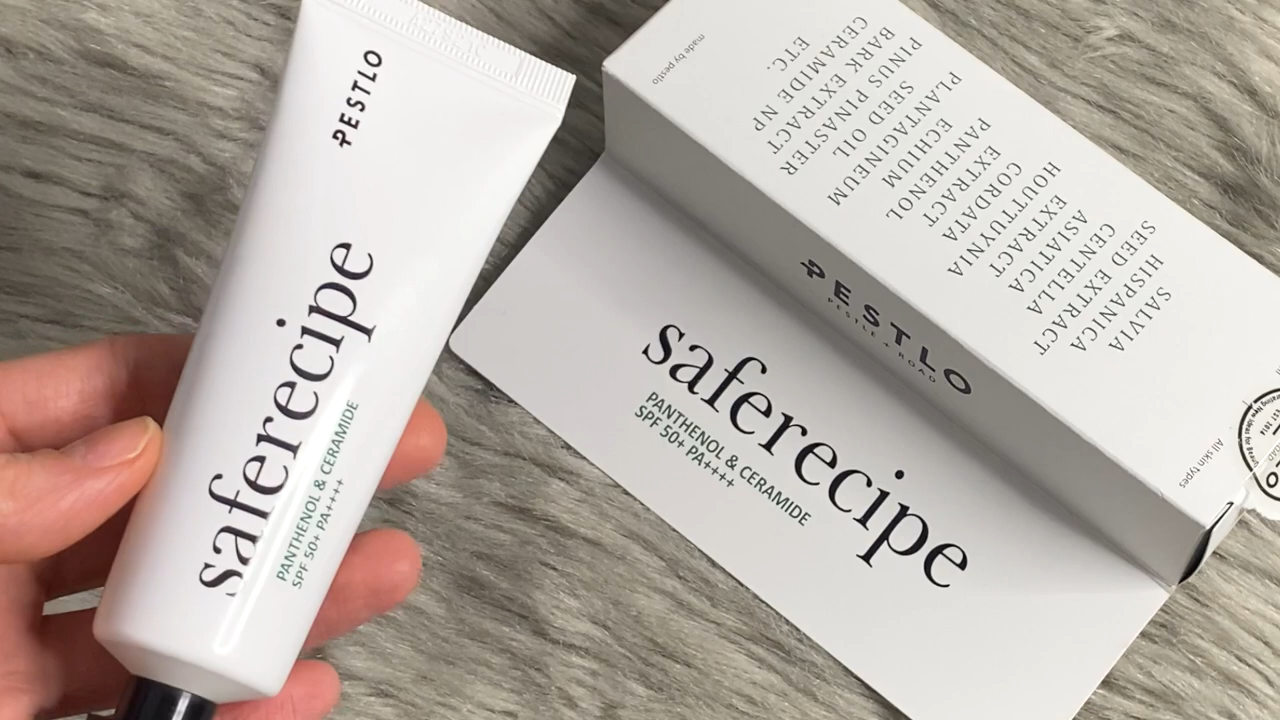 PESTLO
saferecipe
PANTHENOL & CERAMIDE
SPF 50+ PA++++
made by pestlo
SALVIA
HISPANICA
SEED EXTRACT
CENTELLA
ASIATICA
EXTRACT
HOUTTUYNIA
CORDATA
EXTRACT
PANTHENOL
ECHIUM
PLANTAGINEUM
SEED OIL
PINUS PINASTER
BARK EXTRACT
CERAMIDE NP
ETC.
All skin types
PESTLO
PESTLE + ROAD
saferecipe
PANTHENOL & CERAMIDE
SPF 50+ PA++++